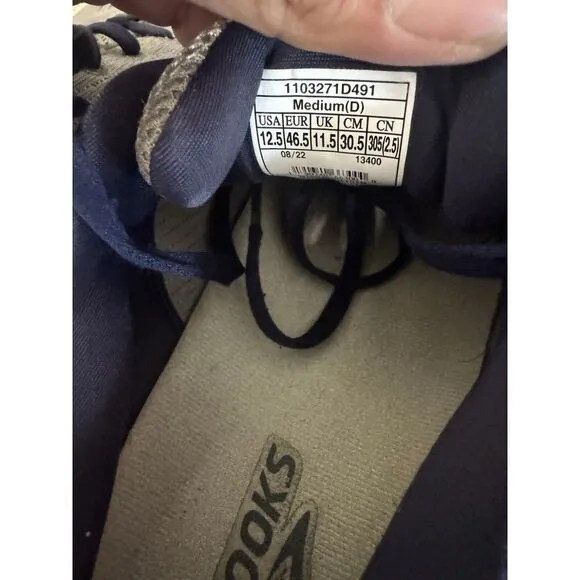 1103271D491
Medium(D)
USA EUR UK CM CN
12.5 46.5 11.5 30.5 305(2.5)
08/22 13400
OOKS